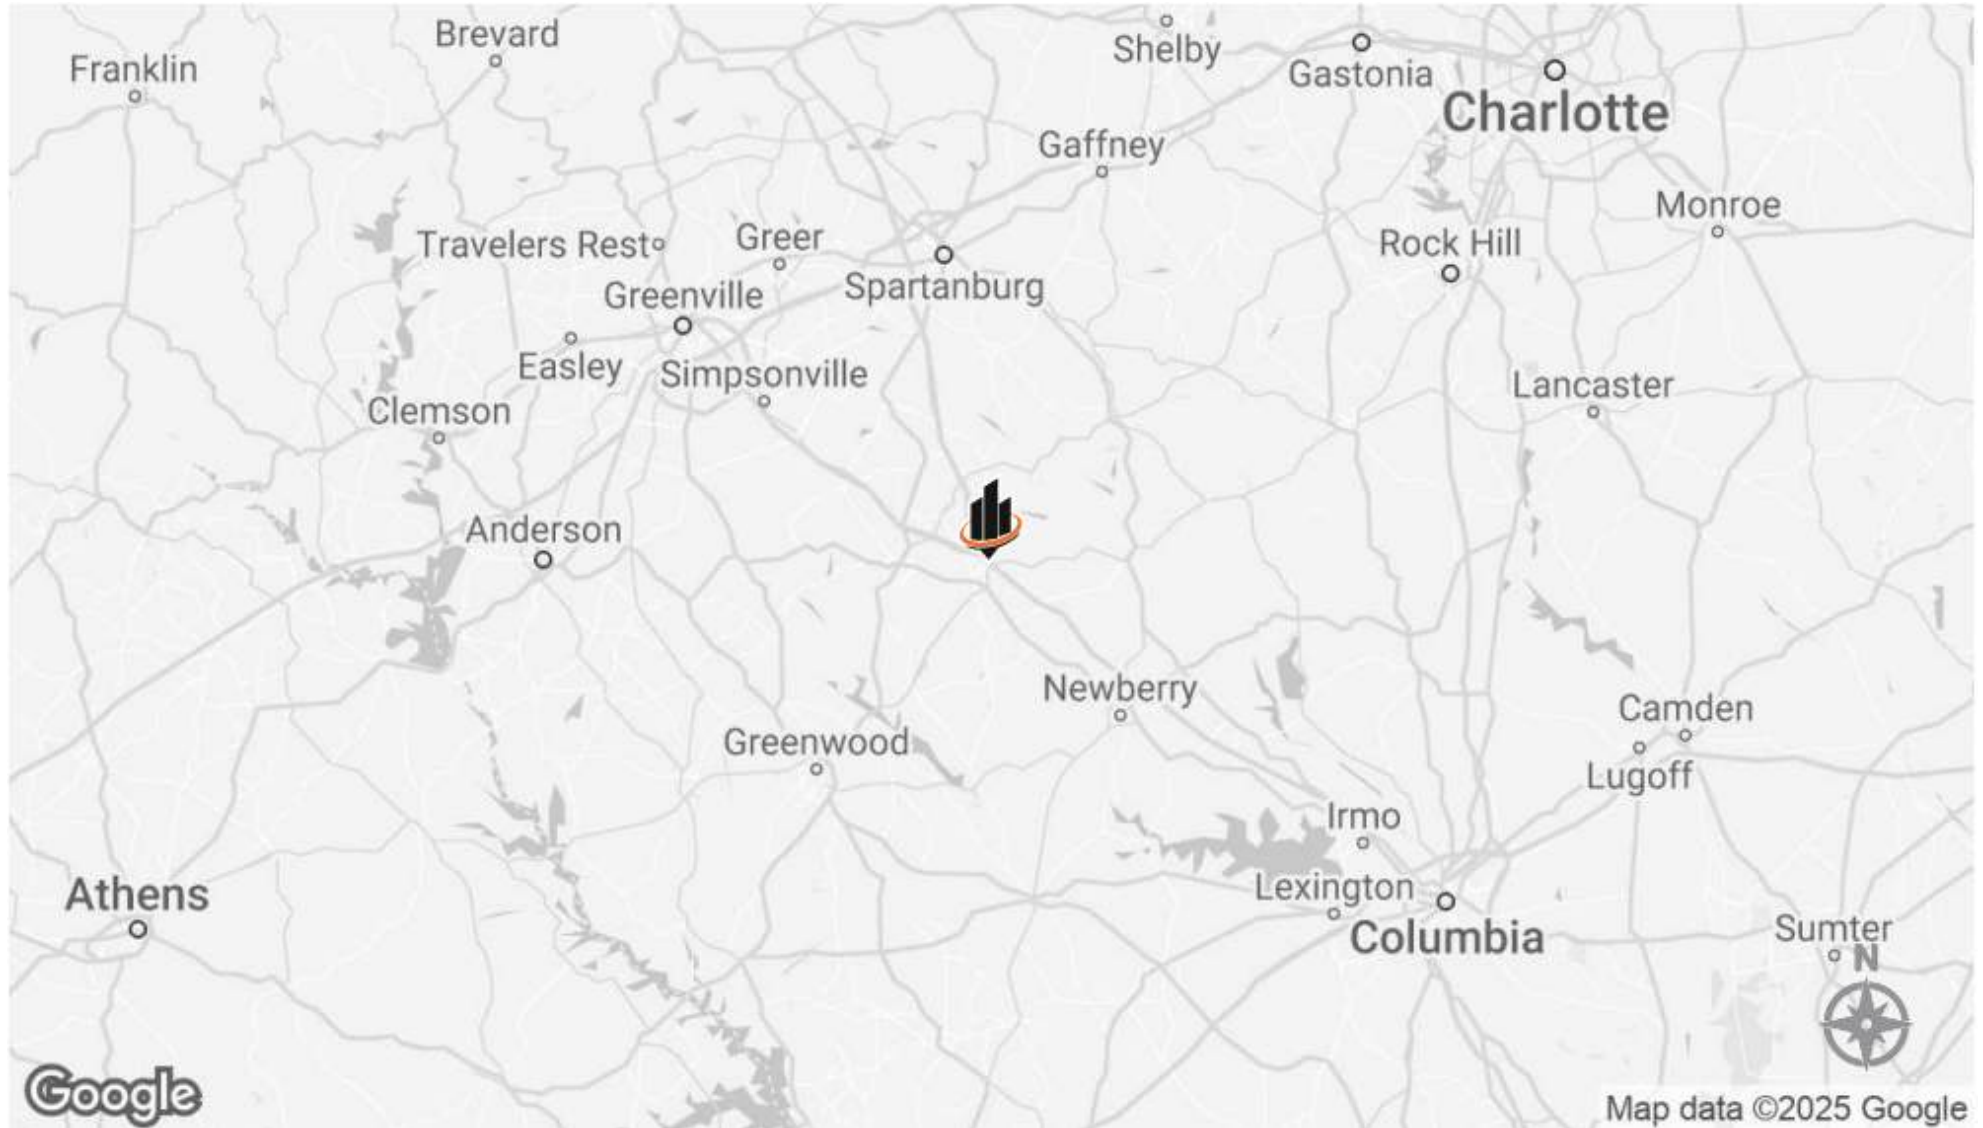 Brevard
Franklin
Shelby
Gastonia
Charlotte
Gaffney
Monroe
Travelers Rest
Greer
Rock Hill
Greenville
Spartanburg
Easley
Simpsonville
Lancaster
Clemson
Anderson
Newberry
Camden
Greenwood
Lugoff
Irmo
Athens
Lexington
Columbia
Sumter
N
Google
Map data ©2025 Google